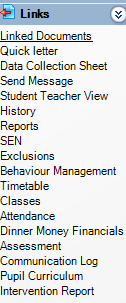 Links
Linked Documents
Quick letter
Data Collection Sheet
Send Message
Student Teacher View
History
Reports
SEN
Exclusions
Behaviour Management
Timetable
Classes
Attendance
Dinner Money Financials
Assessment
Communication Log
Pupil Curriculum
Intervention Report